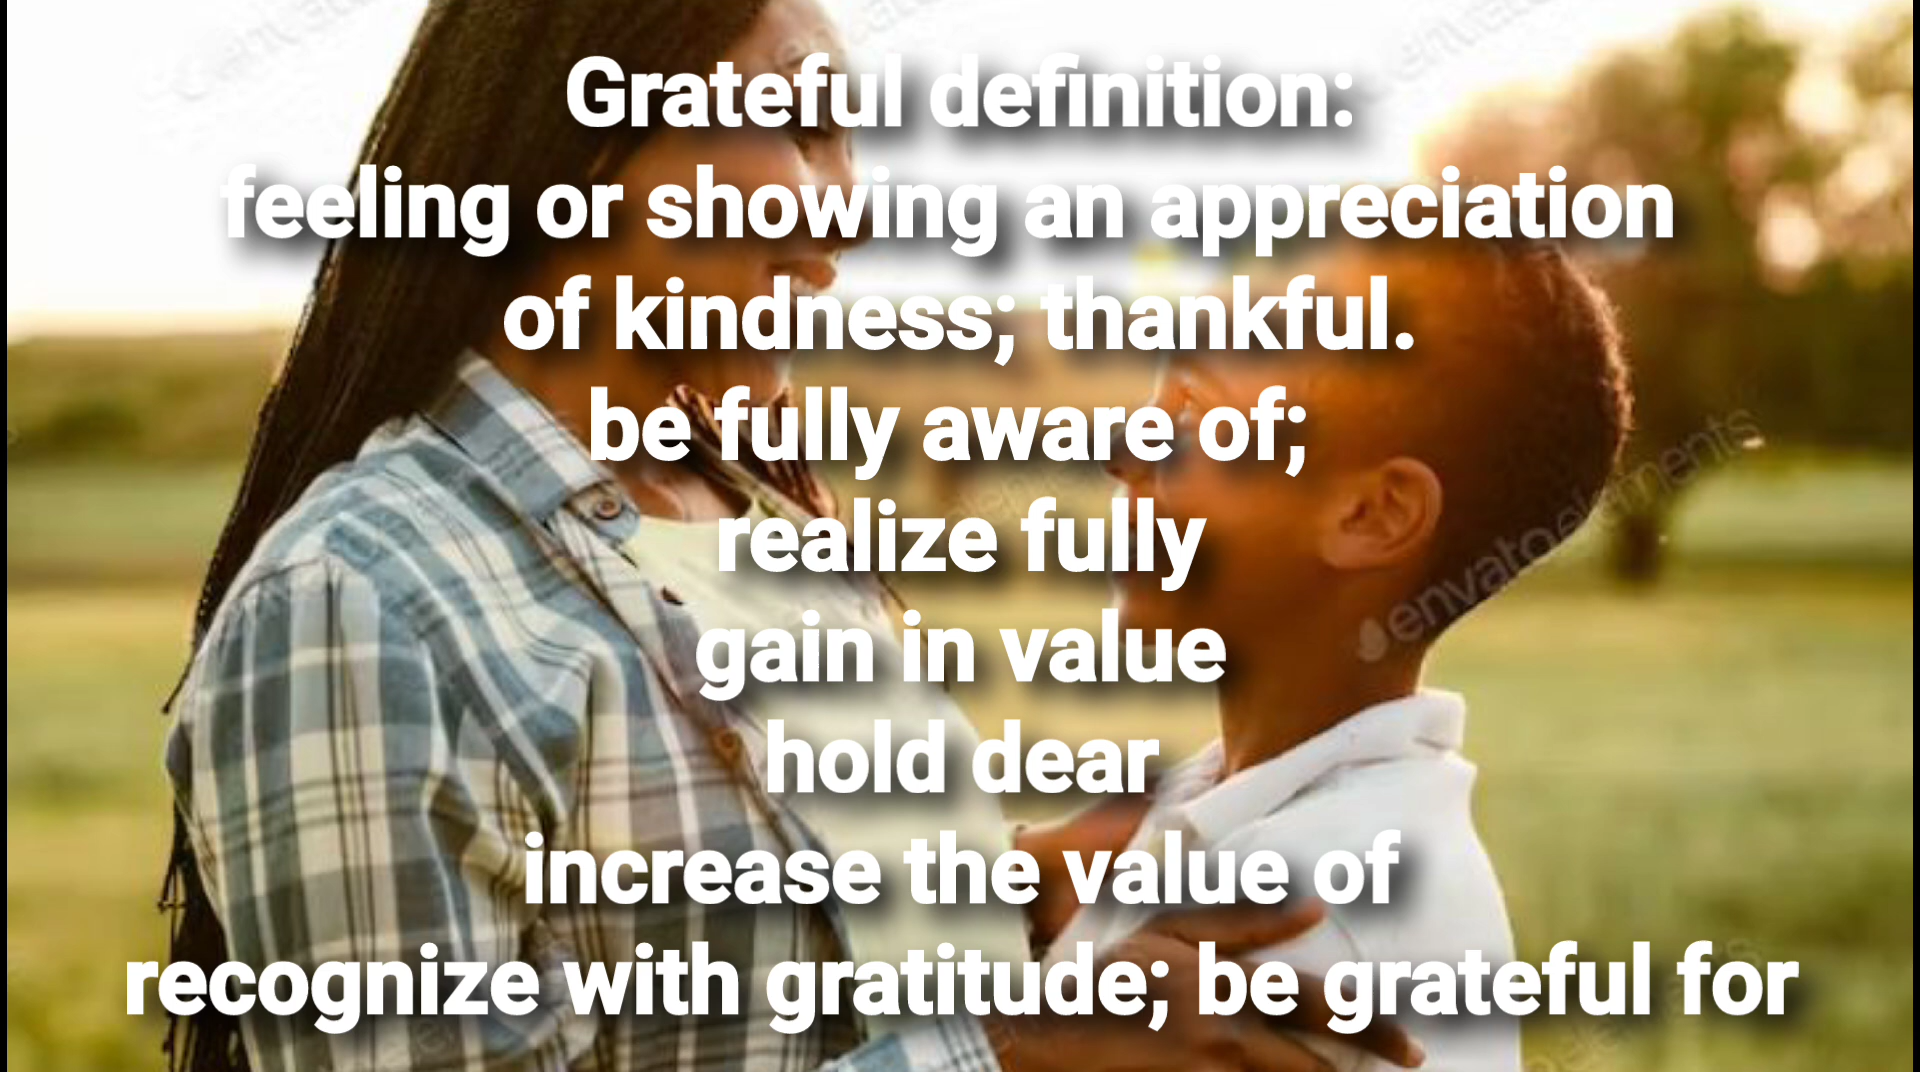 Grateful definition:
feeling or showing an appreciation
of kindness; thankful.
be fully aware of;
realize fully
gain in value
hold dear
increase the value of
recognize with gratitude; be grateful for
envatoelements